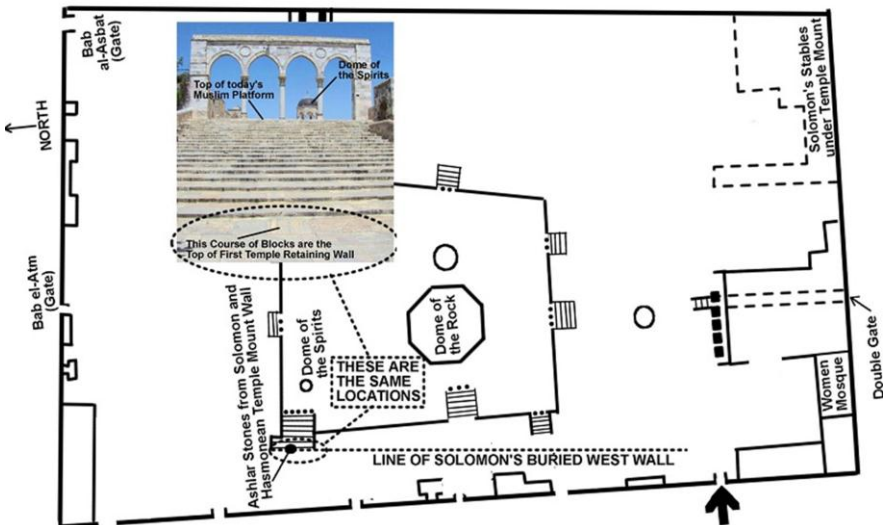 Bab
al-Asbat
(Gate)
NORTH
Bab el-Atm
(Gate)
Top of today's
Muslim Platform
Dome of
the Spirits
This Course of Blocks are the
Top of First Temple Retaining Wall
Ashlar Stones from Solomon and
Hasmonean Temple Mount Wall
Dome of
the Spirits
THESE ARE
THE SAME
LOCATIONS
Dome of
the Rock
LINE OF SOLOMON'S BURIED WEST WALL
Solomon's Stables
under Temple Mount
Women
Mosque
Double Gate